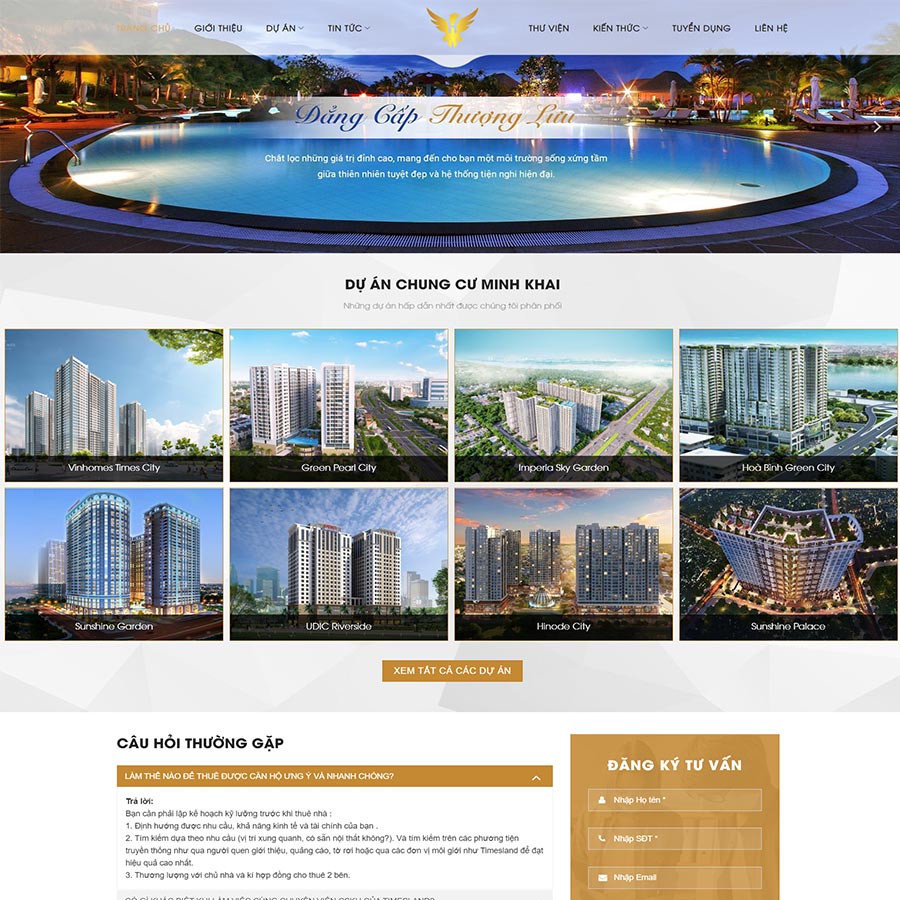 TRANG CHỦ GIỚI THIỆU DỰ ÁN TIN TỨC THƯ VIỆN KIẾN THỨC TUYỂN DỤNG LIÊN HỆ
Đẳng Cấp Thượng Lưu
Chắt lọc những giá trị đỉnh cao, mang đến cho bạn một môi trường sống xứng tầm
giữa thiên nhiên tuyệt đẹp và hệ thống tiện nghi hiện đại.
DỰ ÁN CHUNG CƯ MINH KHAI
Những dự án hấp dẫn nhất được chúng tôi phân phối
Vinhomes Times City
Green Pearl City
Imperia Sky Garden
Hoà Bình Green City
Sunshine Garden
UDIC Riverside
Hinode City
Sunshine Palace
XEM TẤT CẢ CÁC DỰ ÁN
CÂU HỎI THƯỜNG GẶP
LÀM THẾ NÀO ĐỂ THUÊ ĐƯỢC CĂN HỘ ƯNG Ý VÀ NHANH CHÓNG?
Trả lời:
Bạn cần phải lập kế hoạch kỹ lưỡng trước khi thuê nhà :
1. Định hướng được nhu cầu, khả năng kinh tế và tài chính của bạn .
2. Tìm kiếm dựa theo nhu cầu (vị trí xung quanh, có sẵn nội thất không?). Và tìm kiếm trên các phương tiện
truyền thông như qua người quen giới thiệu, quảng cáo, tờ rơi hoặc qua các đơn vị môi giới như Timesland để đạt
hiệu quả cao nhất.
3. Thương lượng với chủ nhà và kí hợp đồng cho thuê 2 bên.
ĐĂNG KÝ TƯ VẤN
Nhập Họ tên *
Nhập SĐT *
Nhập Email